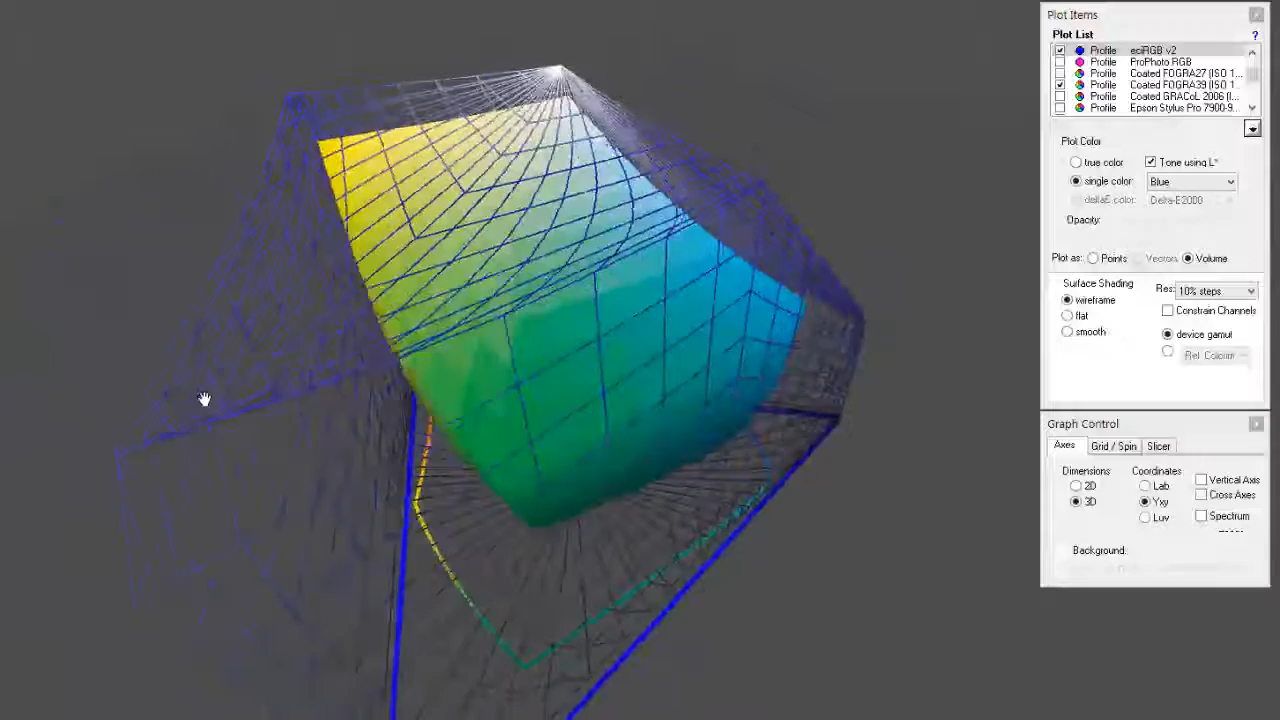 Plot Items
Plot List
?
Profile eciRGB v2
Profile ProPhoto RGB
Profile Coated FOGRA27 (ISO 1...
Profile Coated FOGRA39 (ISO 1...
Profile Coated GRACoL 2006 (I...
Profile Epson Stylus Pro 7900-9...
Plot Color
true color Tone using L*
single color Blue
deltaE color: Delta-E2000
Opacity:
Plot as: Points Vectors Volume
Surface Shading Res: 10% steps
wireframe Constrain Channels
flat device gamut
smooth Rel. Colorim
Graph Control
Axes Grid / Spin Slicer
Dimensions Coordinates
2D Lab Vertical Axis
3D Yxy Cross Axes
Luv Spectrum
Background: